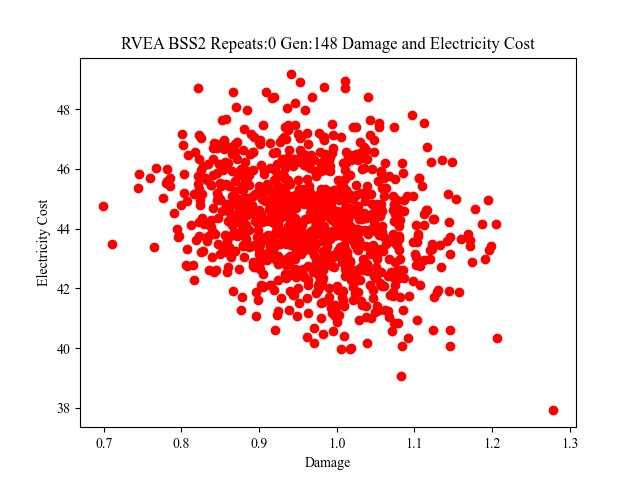 RVEA BSS2 Repeats:0 Gen:148 Damage and Electricity Cost
48
46
44
42
40
38
Electricity Cost
0.7 0.8 0.9 1.0 1.1 1.2 1.3
Damage